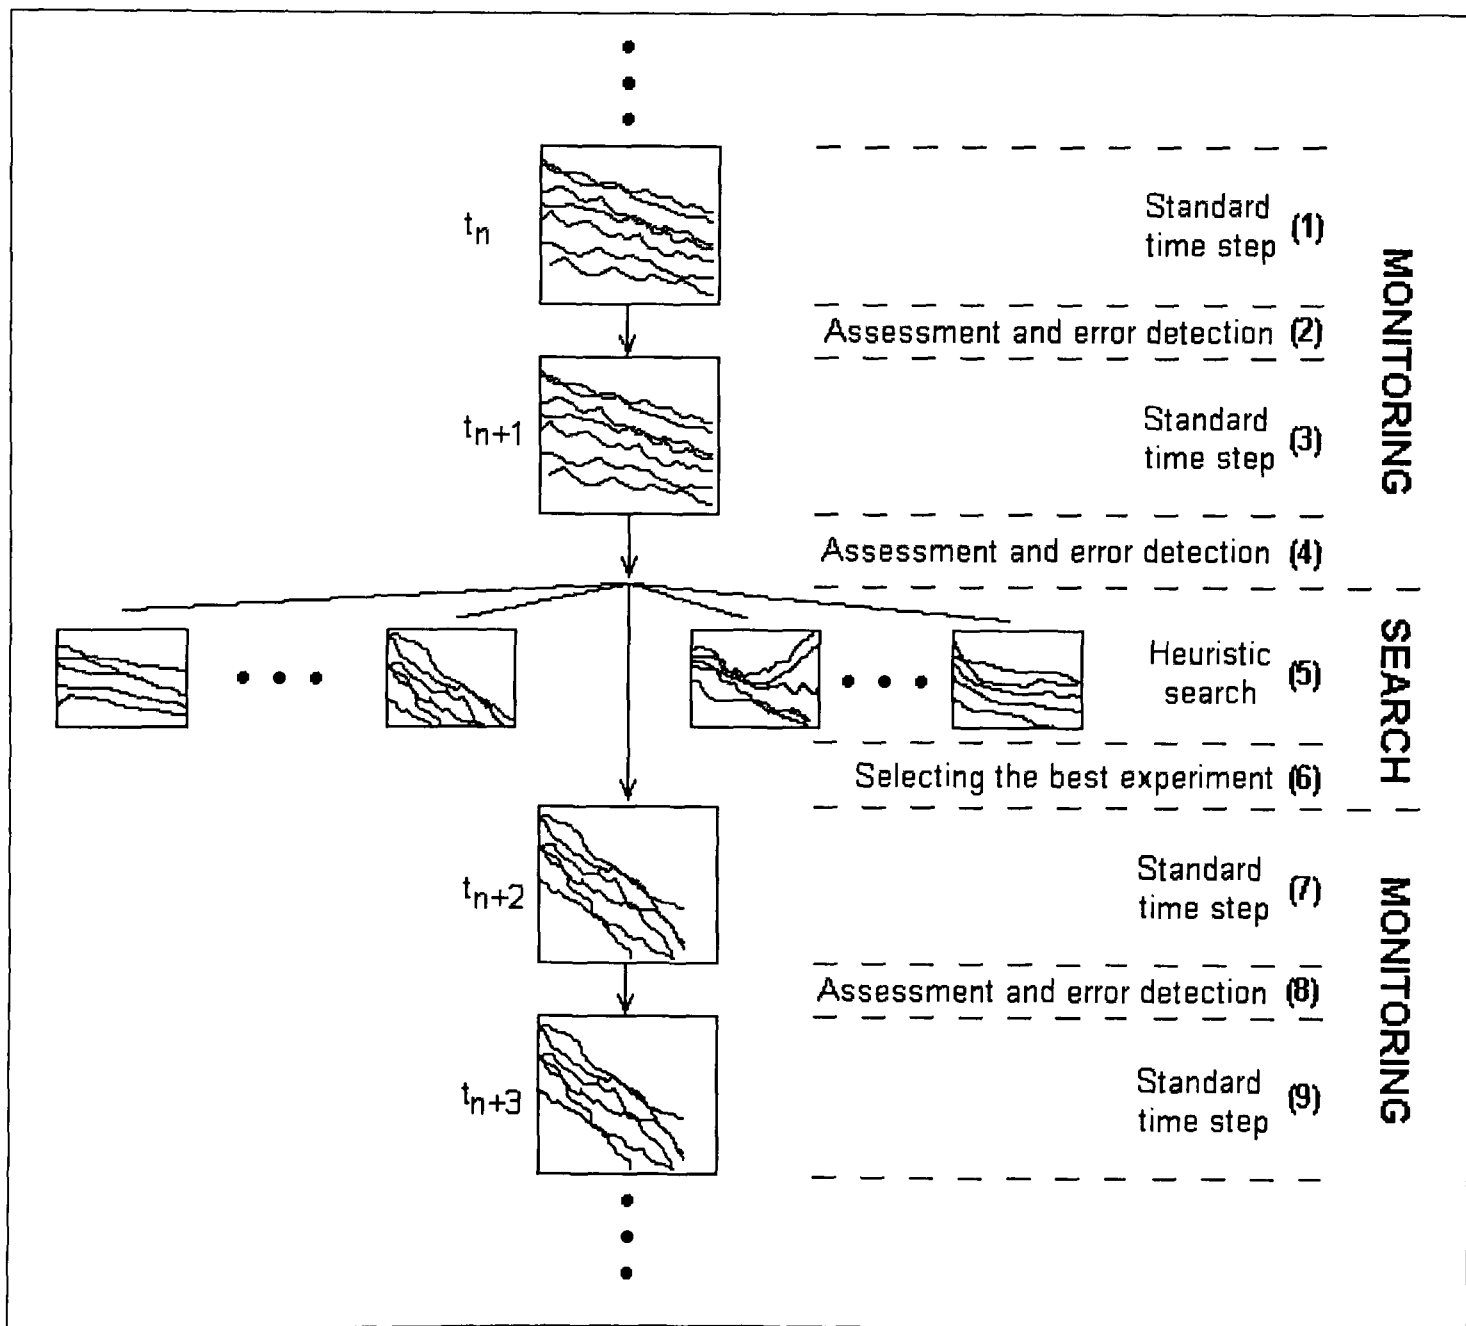 t_n
Standard
time step (1)
Assessment and error detection (2)
t_n+1
Standard
time step (3)
Assessment and error detection (4)
MONITORING
Heuristic
search (5)
Selecting the best experiment (6)
SEARCH
t_n+2
Standard
time step (7)
Assessment and error detection (8)
t_n+3
Standard
time step (9)
MONITORING